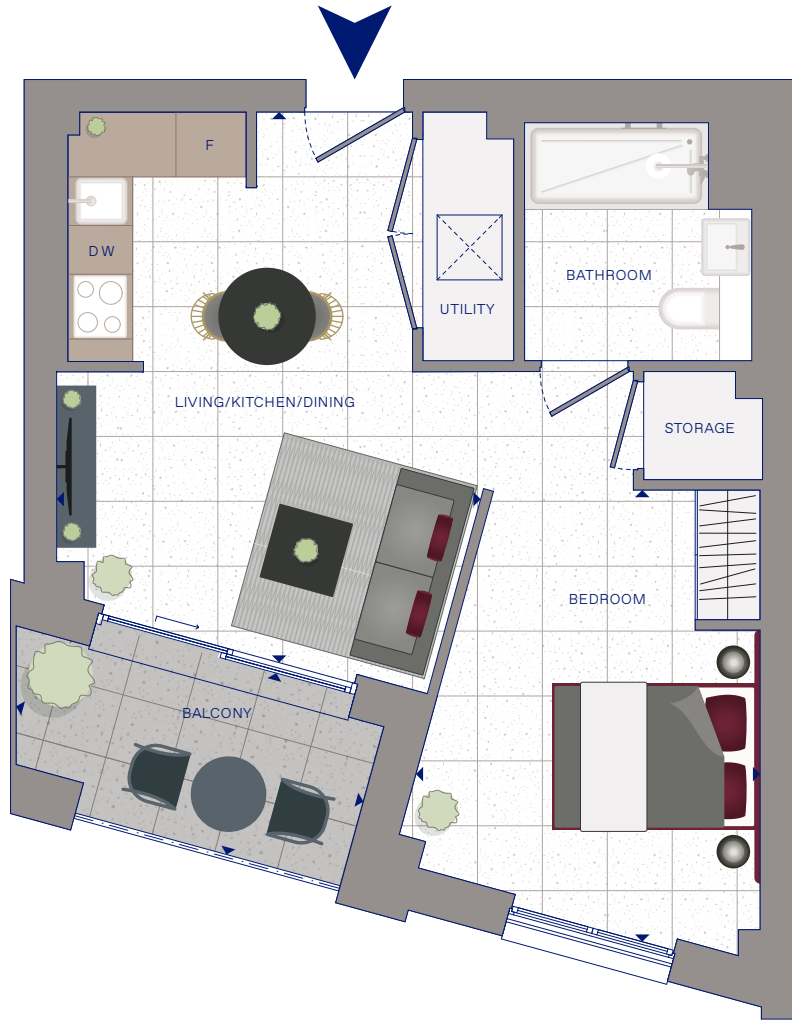 F
DW
BATHROOM
UTILITY
LIVING/KITCHEN/DINING
STORAGE
BEDROOM
BALCONY